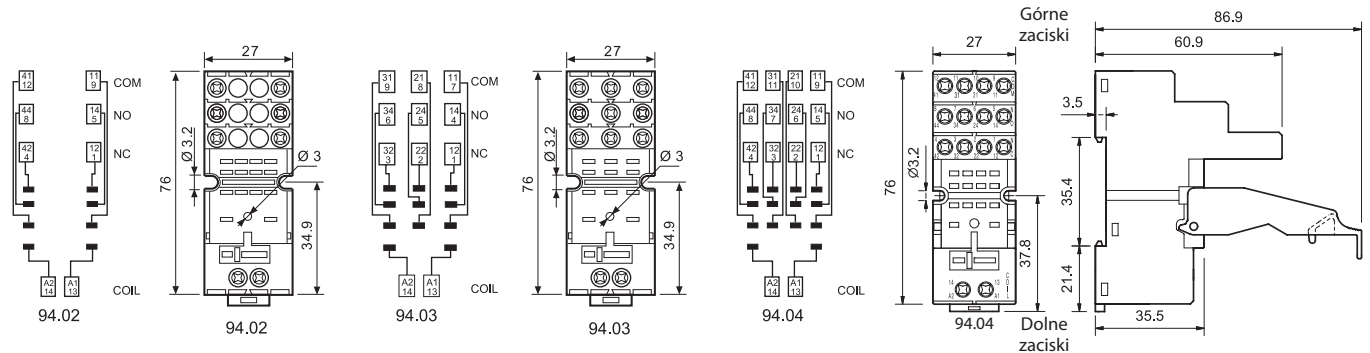 41 12
11 9
COM
44 8
14 5
NO
42 4
12 1
NC
A2 14
A1 13
COIL
94.02
27
76
Ø 3.2
Ø 3
34.9
94.02
31 9
21 8
11 7
COM
34 6
24 5
14 4
NO
32 3
22 2
12 1
NC
A2 14
A1 13
COIL
94.03
27
76
Ø 3.2
Ø 3
34.9
94.03
41 12
31 11
21 10
11 9
COM
44 8
34 7
24 6
14 5
NO
42 4
32 3
22 2
12 1
NC
A2 14
A1 13
COIL
94.04
27
76
Ø3.2
37.8
14
13
A2
A1
COIL
94.04
Górne
zaciski
86.9
60.9
3.5
35.4
21.4
35.5
Dolne
zaciski